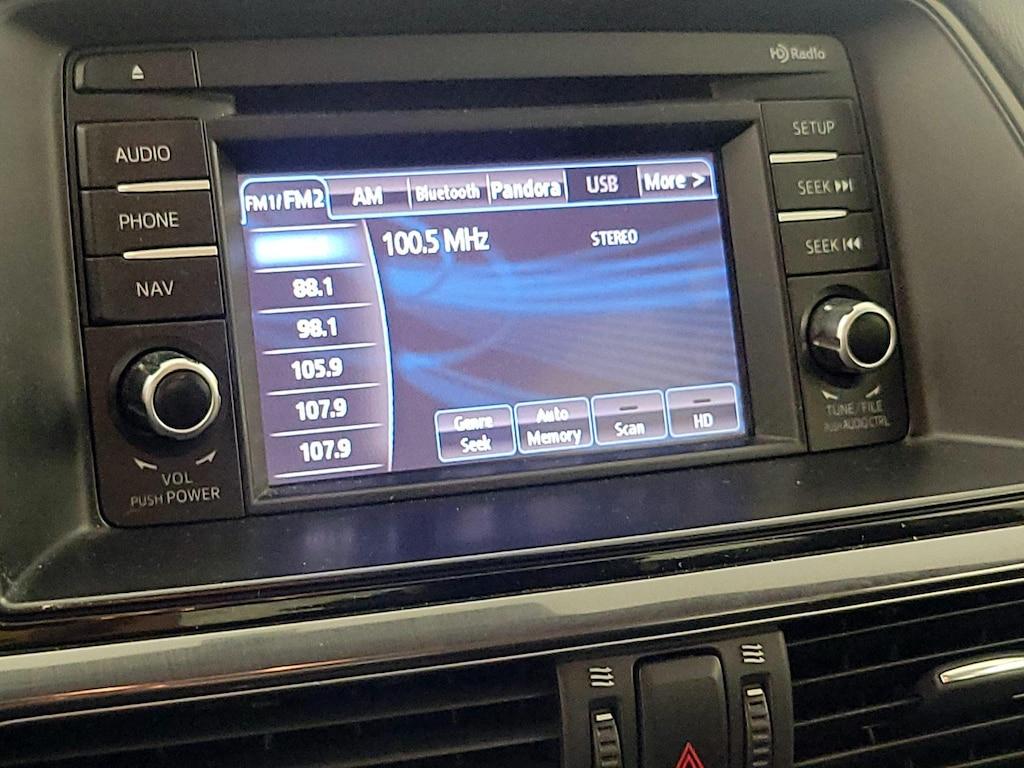 HD Radio
AUDIO
PHONE
NAV
VOL
PUSH POWER
SETUP
SEEK
SEEK
TUNE/FILE
PUSH AUDIO CTRL
FM1/FM2 AM Bluetooth Pandora USB More >
100.5 MHz STEREO
88.1
98.1
105.9
107.9
107.9
Genre
Seek
Auto
Memory
Scan
HD